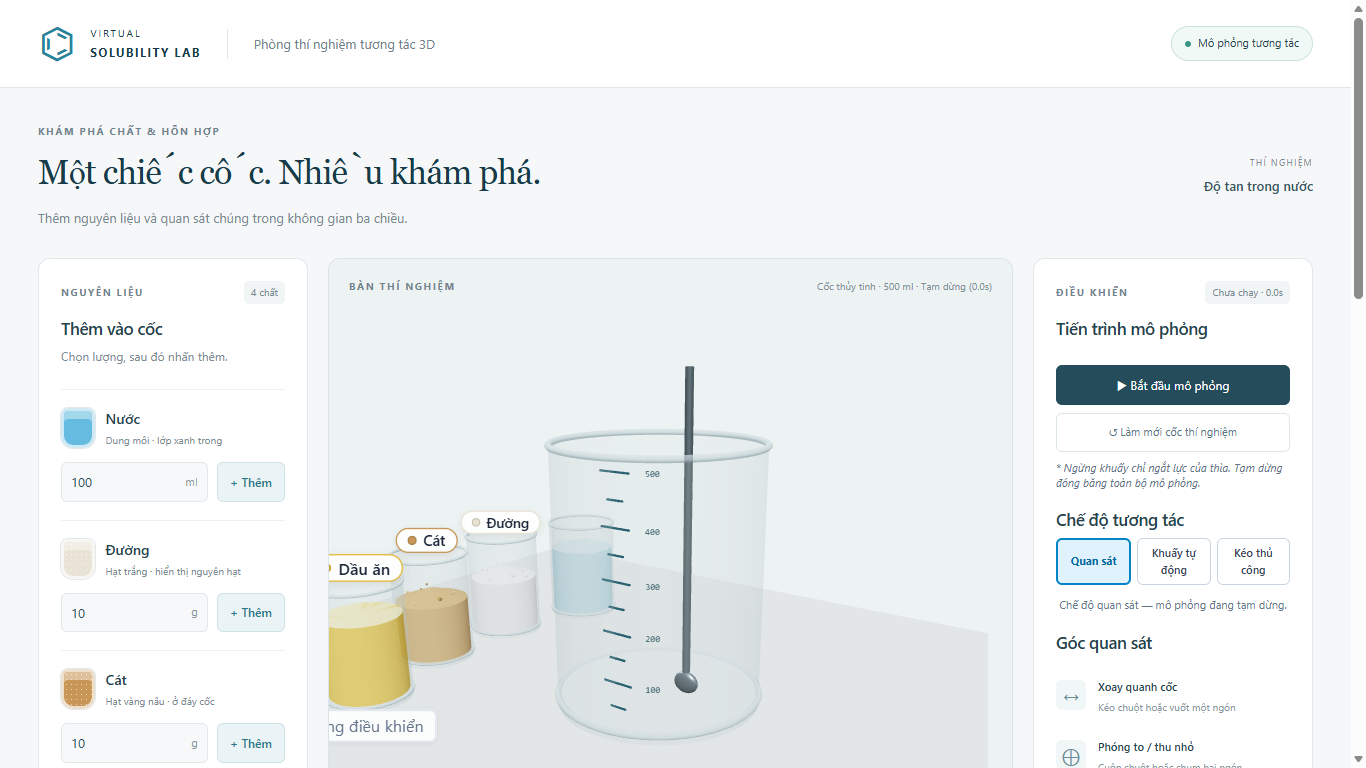 VIRTUAL
SOLUBILITY LAB
Phòng thí nghiệm tương tác 3D
Mô phỏng tương tác
KHÁM PHÁ CHẤT & HỖN HỢP
Một chiếc cốc. Nhiều khám phá.
Thêm nguyên liệu và quan sát chúng trong không gian ba chiều.
THÍ NGHIỆM
Độ tan trong nước
NGUYÊN LIỆU
4 chất
Thêm vào cốc
Chọn lượng, sau đó nhấn thêm.
Nước
Dung môi · lớp xanh trong
100 ml
+ Thêm
Đường
Hạt trắng · hiển thị nguyên hạt
10 g
+ Thêm
Cát
Hạt vàng nâu · ở đáy cốc
10 g
+ Thêm
BÀN THÍ NGHIỆM
Cốc thủy tinh · 500 ml · Tạm dừng (0.0s)
500
400
300
200
100
Đường
Cát
Dầu ăn
ng điều khiển
ĐIỀU KHIỂN
Chưa chạy · 0.0s
Tiến trình mô phỏng
▶ Bắt đầu mô phỏng
↺ Làm mới cốc thí nghiệm
* Ngừng khuấy chỉ ngắt lực của thìa. Tạm dừng
đóng băng toàn bộ mô phỏng.
Chế độ tương tác
Quan sát
Khuấy tự
động
Kéo thủ
công
Chế độ quan sát — mô phỏng đang tạm dừng.
Góc quan sát
Xoay quanh cốc
Kéo chuột hoặc vuốt một ngón
Phóng to / thu nhỏ
Cuộn chuột hoặc chụm hai ngón